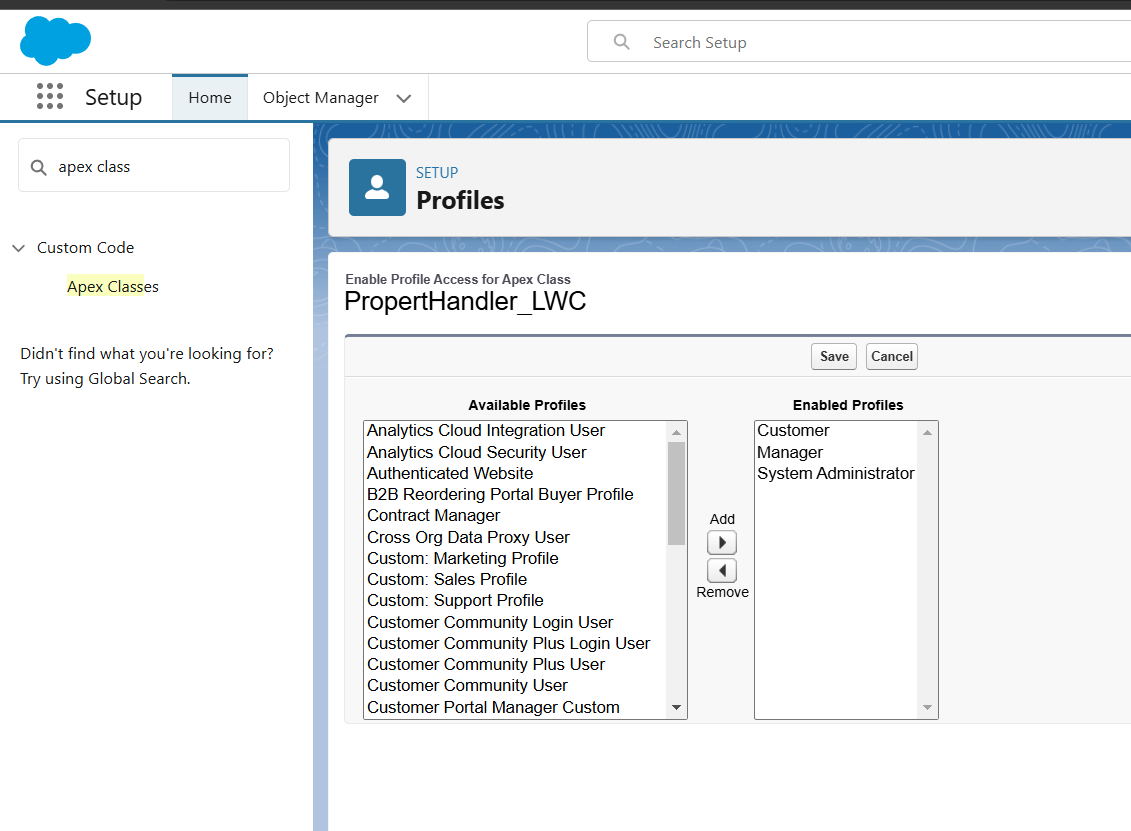 Search Setup
Setup
Home
Object Manager
apex class
Custom Code
Apex Classes
Didn't find what you're looking for?
Try using Global Search.
SETUP
Profiles
Enable Profile Access for Apex Class
PropertHandler_LWC
Save
Cancel
Available Profiles
Analytics Cloud Integration User
Analytics Cloud Security User
Authenticated Website
B2B Reordering Portal Buyer Profile
Contract Manager
Cross Org Data Proxy User
Custom: Marketing Profile
Custom: Sales Profile
Custom: Support Profile
Customer Community Login User
Customer Community Plus Login User
Customer Community Plus User
Customer Community User
Customer Portal Manager Custom
Add
Remove
Enabled Profiles
Customer
Manager
System Administrator